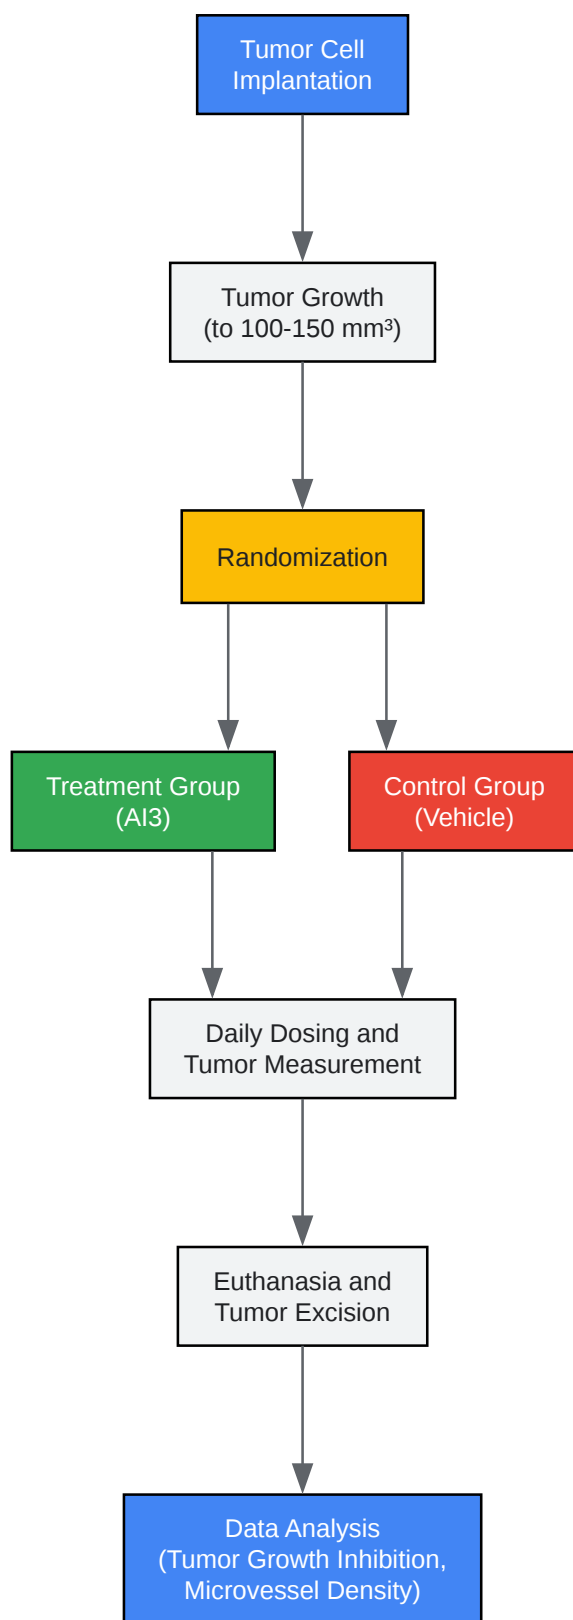 Tumor Cell
Implantation
Tumor Growth
(to 100-150 mm³)
Randomization
Treatment Group
(AI3)
Control Group
(Vehicle)
Daily Dosing and
Tumor Measurement
Euthanasia and
Tumor Excision
Data Analysis
(Tumor Growth Inhibition,
Microvessel Density)